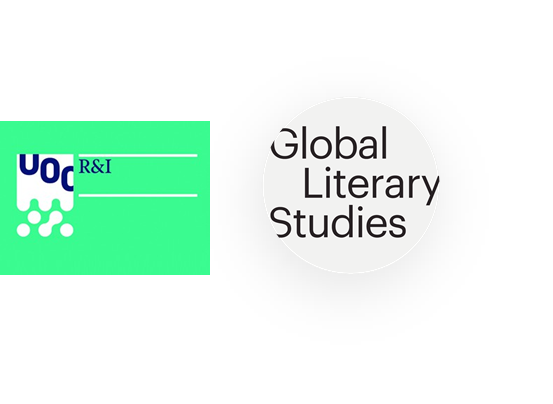 UOC
R&I
Global
Literary
Studies